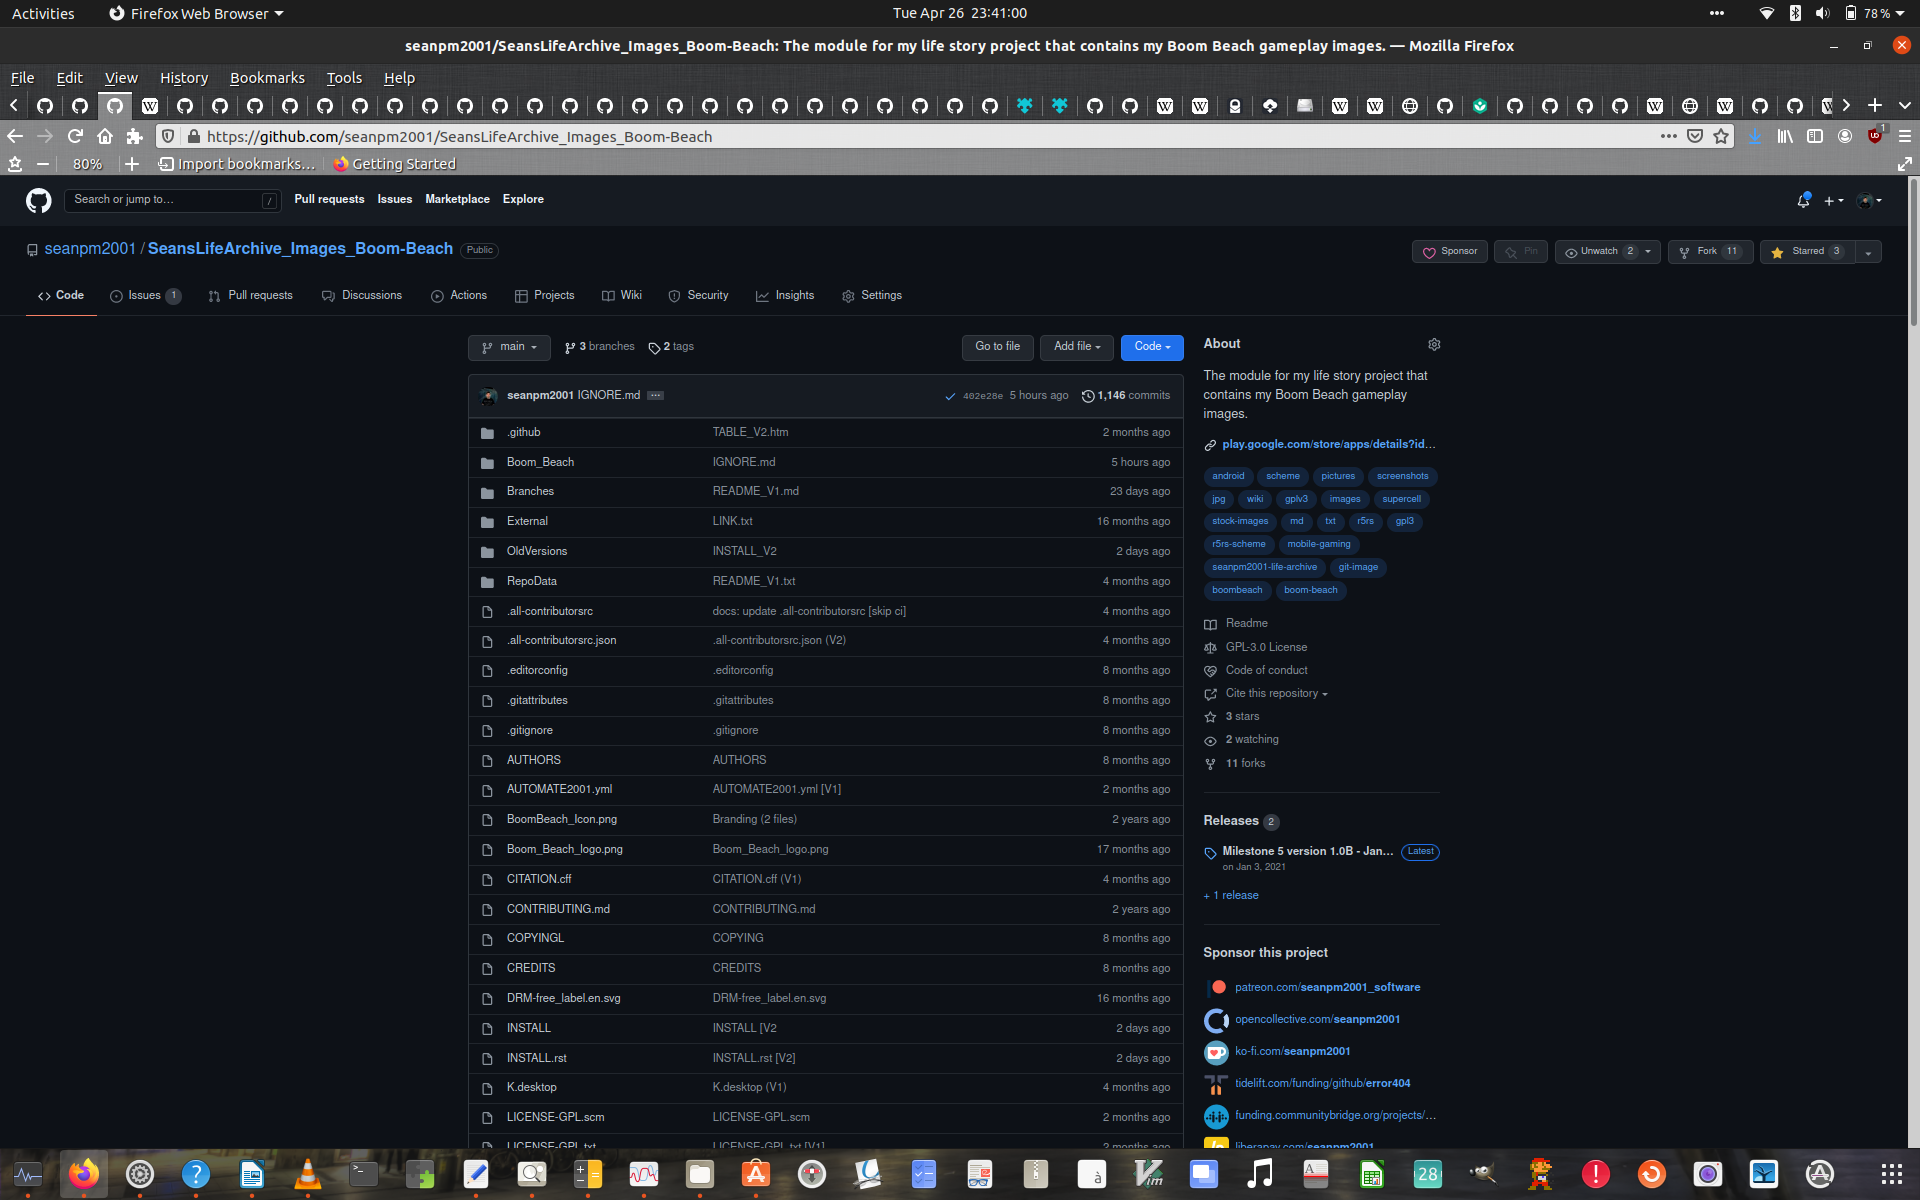 Activities Firefox Web Browser Tue Apr 26 23:41:00 78 %
seanpm2001/SeansLifeArchive_Images_Boom-Beach: The module for my life story project that contains my Boom Beach gameplay images. — Mozilla Firefox
File Edit View History Bookmarks Tools Help
https://github.com/seanpm2001/SeansLifeArchive_Images_Boom-Beach
80% Import bookmarks... Getting Started
Search or jump to... / Pull requests Issues Marketplace Explore
seanpm2001 / SeansLifeArchive_Images_Boom-Beach Public Sponsor Pin Unwatch 2 Fork 11 Starred 3
Code Issues 1 Pull requests Discussions Actions Projects Wiki Security Insights Settings
main 3 branches 2 tags Go to file Add file Code
seanpm2001 IGNORE.md 402e28e 5 hours ago 1,146 commits
.github TABLE_V2.htm 2 months ago
Boom_Beach IGNORE.md 5 hours ago
Branches README_V1.md 23 days ago
External LINK.txt 16 months ago
OldVersions INSTALL_V2 2 days ago
RepoData README_V1.txt 4 months ago
.all-contributorsrc docs: update .all-contributorsrc [skip ci] 4 months ago
.all-contributorsrc.json .all-contributorsrc.json (V2) 4 months ago
.editorconfig .editorconfig 8 months ago
.gitattributes .gitattributes 8 months ago
.gitignore .gitignore 8 months ago
AUTHORS AUTHORS 8 months ago
AUTOMATE2001.yml AUTOMATE2001.yml [V1] 2 months ago
BoomBeach_Icon.png Branding (2 files) 2 years ago
Boom_Beach_logo.png Boom_Beach_logo.png 17 months ago
CITATION.cff CITATION.cff (V1) 4 months ago
CONTRIBUTING.md CONTRIBUTING.md 2 years ago
COPYINGL COPYING 8 months ago
CREDITS CREDITS 8 months ago
DRM-free_label.en.svg DRM-free_label.en.svg 16 months ago
INSTALL INSTALL [V2 2 days ago
INSTALL.rst INSTALL.rst [V2] 2 days ago
K.desktop K.desktop (V1) 4 months ago
LICENSE-GPL.scm LICENSE-GPL.scm 2 months ago
LICENSE-GPL.txt LICENSE-GPL.txt [V1] 2 months ago
About
The module for my life story project that
contains my Boom Beach gameplay
images.
play.google.com/store/apps/details?id...
android scheme pictures screenshots
jpg wiki gplv3 images supercell
stock-images md txt r5rs gpl3
r5rs-scheme mobile-gaming
seanpm2001-life-archive git-image
boombeach boom-beach
Readme
GPL-3.0 License
Code of conduct
Cite this repository
3 stars
2 watching
11 forks
Releases 2
Milestone 5 version 1.0B - Jan... Latest
on Jan 3, 2021
+ 1 release
Sponsor this project
patreon.com/seanpm2001_software
opencollective.com/seanpm2001
ko-fi.com/seanpm2001
tidelift.com/funding/github/error404
funding.communitybridge.org/projects/...
liberapay.com/seanpm2001
28